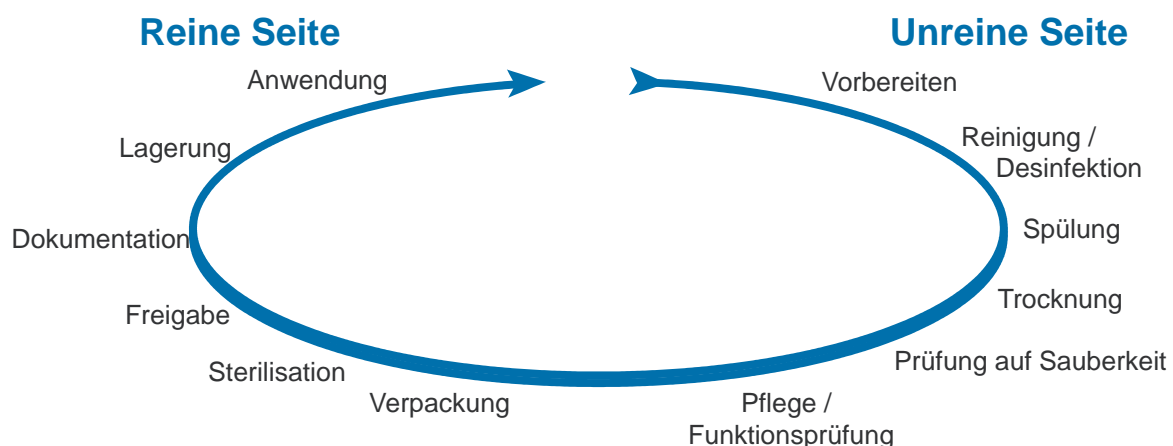 Reine Seite
Unreine Seite
Anwendung
Vorbereiten
Lagerung
Reinigung /
Desinfektion
Dokumentation
Spülung
Freigabe
Trocknung
Sterilisation
Prüfung auf Sauberkeit
Verpackung
Pflege /
Funktionsprüfung